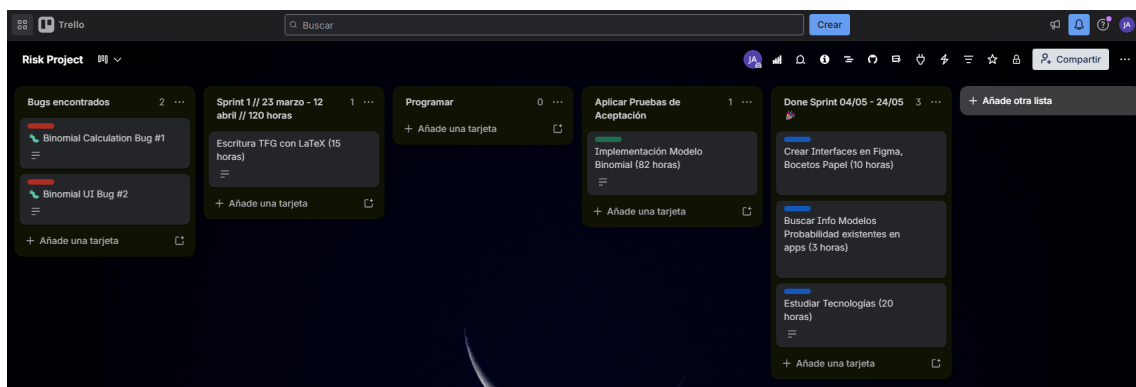 Trello
Buscar
Crear
JA
Risk Project
JA
Compartir
Bugs encontrados 2
Binomial Calculation Bug #1
Binomial UI Bug #2
+ Añade una tarjeta
Sprint 1 // 23 marzo - 12 1
abril // 120 horas
Escritura TFG con LaTeX (15
horas)
+ Añade una tarjeta
Programar 0
+ Añade una tarjeta
Aplicar Pruebas de 1
Aceptación
Implementación Modelo
Binomial (82 horas)
+ Añade una tarjeta
Done Sprint 04/05 - 24/05 3
Crear Interfaces en Figma,
Bocetos Papel (10 horas)
Buscar Info Modelos
Probabilidad existentes en
apps (3 horas)
Estudiar Tecnologías (20
horas)
+ Añade una tarjeta
+ Añade otra lista